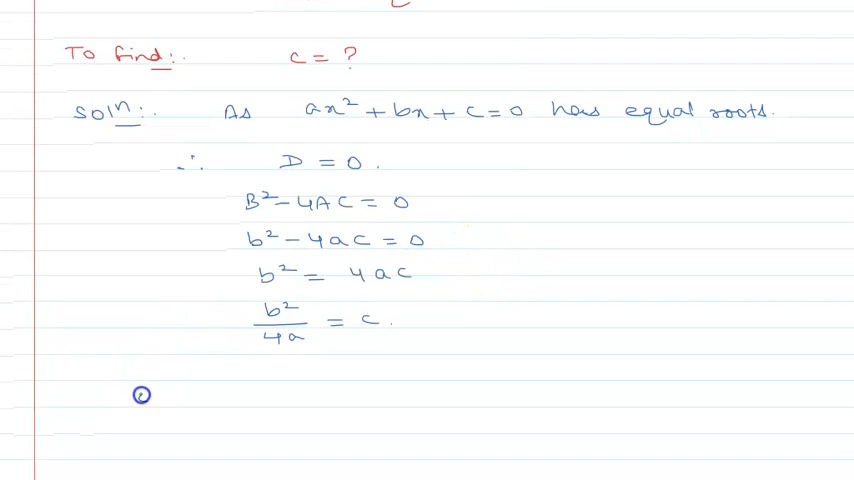 To find:.  c = ?
Soln:.  As ax² + bx + c = 0 has equal roots.
∴ D = 0.
B² - 4AC = 0
b² - 4ac = 0
b² = 4ac
b²/4a = c.